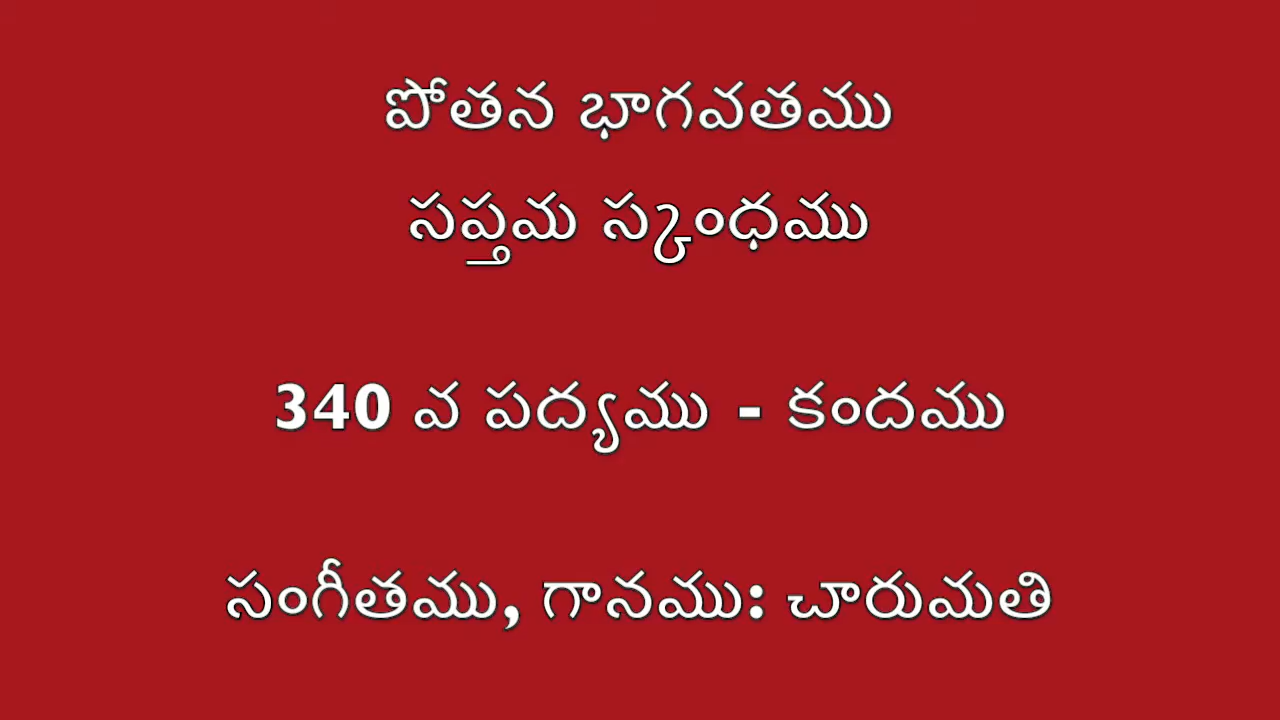 పోతన భాగవతము
సప్తమ స్కంధము
340 వ పద్యము - కందము
సంగీతము, గానము: చారుమతి